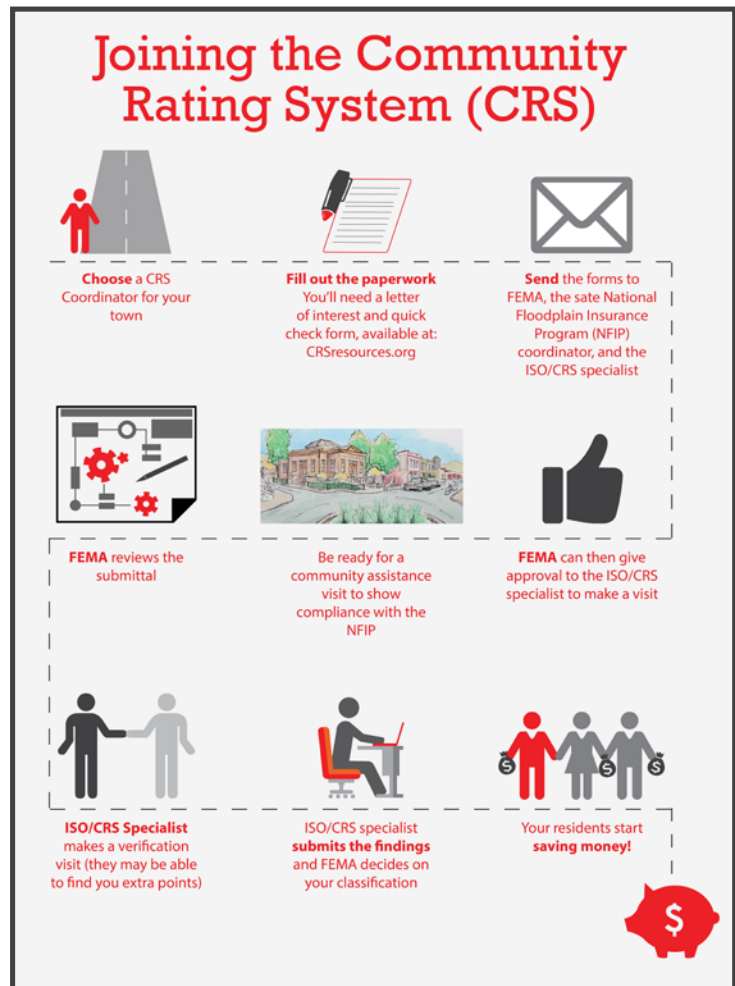 Joining the Community
Rating System (CRS)
Choose a CRS
Coordinator for your
town
Fill out the paperwork
You'll need a letter
of interest and quick
check form, available at:
CRSresources.org
Send the forms to
FEMA, the sate National
Floodplain Insurance
Program (NFIP)
coordinator, and the
ISO/CRS specialist
FEMA reviews the
submittal
Be ready for a
community assistance
visit to show
compliance with the
NFIP
FEMA can then give
approval to the ISO/CRS
specialist to make a visit
ISO/CRS Specialist
makes a verification
visit (they may be able
to find you extra points)
ISO/CRS specialist
submits the findings
and FEMA decides on
your classification
$
$
$
Your residents start
saving money!
$